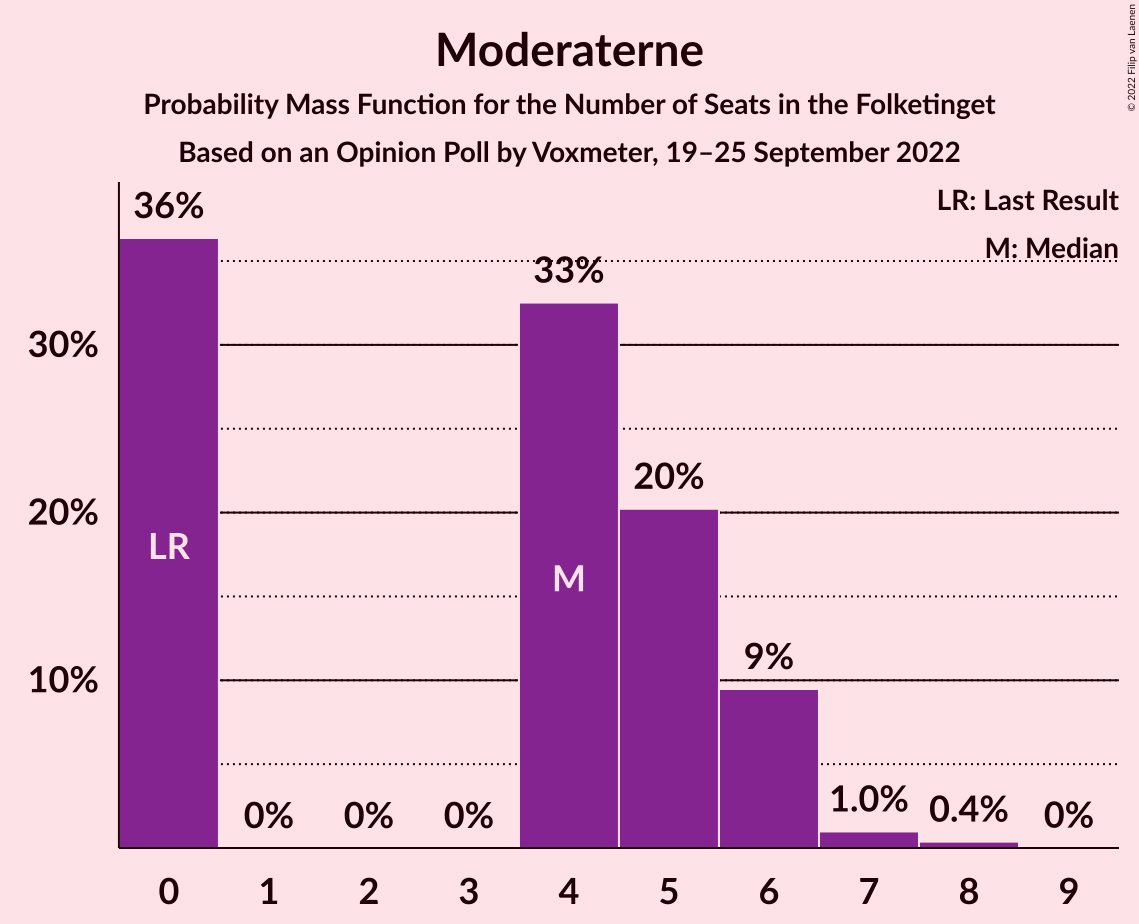 Moderaterne
Probability Mass Function for the Number of Seats in the Folketinget
Based on an Opinion Poll by Voxmeter, 19–25 September 2022
© 2022 Filip van Laenen
LR: Last Result
M: Median
36%
33%
30%
20%
20%
LR
M
9%
10%
0%
0%
0%
1.0%
0.4%
0%
0
1
2
3
4
5
6
7
8
9